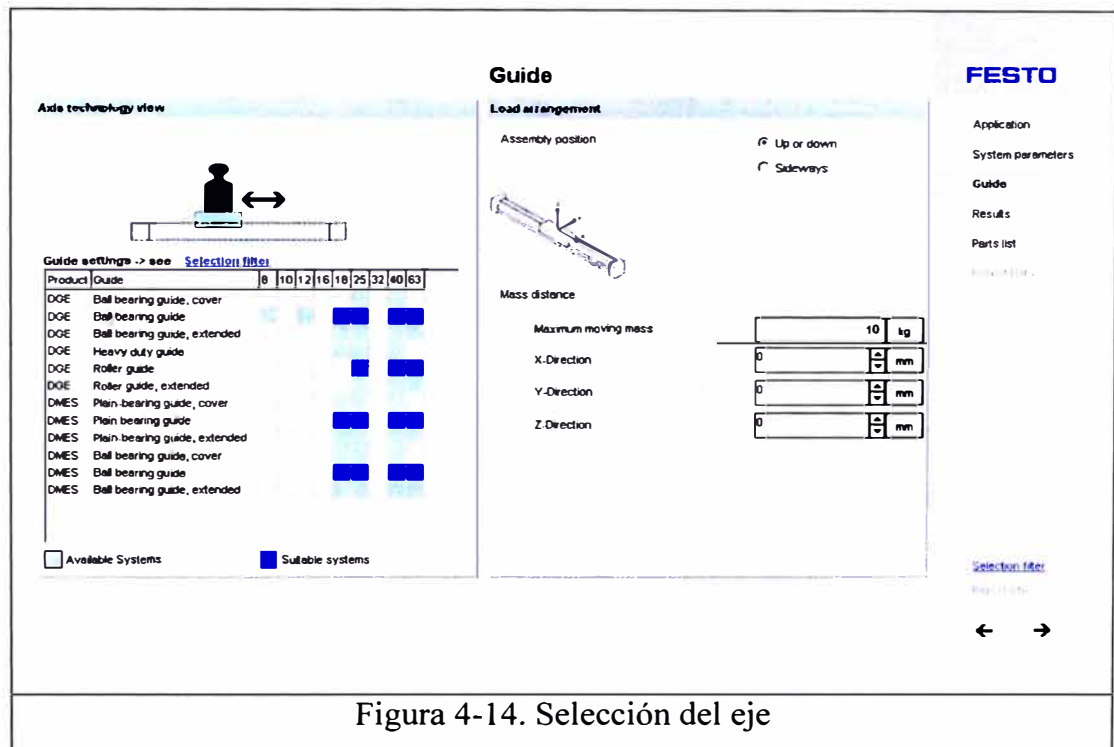 Guide
FESTO
Axis technology view
Load arrangement
Assembly position
Up or down
Sideways
Application
System parameters
Guide
Results
Parts list
Guide settings -> see Selection filter
Product Guide 8 10 12 16 18 25 32 40 63
DGE Ball bearing guide, cover
DGE Ball bearing guide
DGE Ball bearing guide, extended
DGE Heavy duty guide
DGE Roller guide
DGE Roller guide, extended
DMES Plain-bearing guide, cover
DMES Plain bearing guide
DMES Plain-bearing guide, extended
DMES Ball bearing guide, cover
DMES Ball bearing guide
DMES Ball bearing guide, extended
Available Systems
Suitable systems
Mass distance
Maximum moving mass 10 kg
X-Direction 0 mm
Y-Direction 0 mm
Z-Direction 0 mm
Selection filter
Figura 4-14. Selección del eje